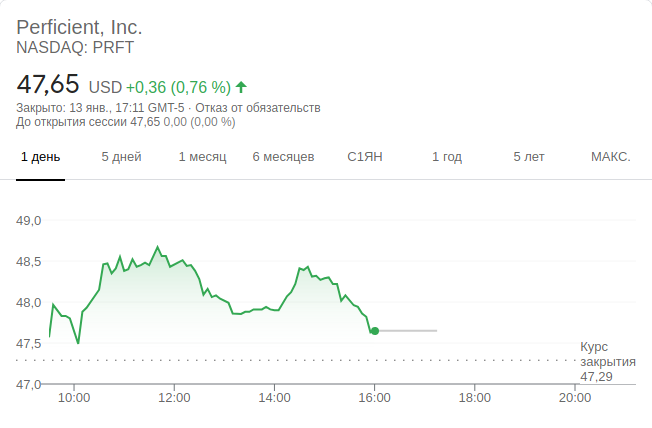 Perficient, Inc.
NASDAQ: PRFT
47,65 USD +0,36 (0,76 %)
Закрыто: 13 янв., 17:11 GMT-5 · Отказ от обязательств
До открытия сессии 47,65 0,00 (0,00 %)
1 день 5 дней 1 месяц 6 месяцев С1ЯН 1 год 5 лет МАКС.
49,0
48,5
48,0
47,5
47,0
Курс
закрытия
47,29
10:00 12:00 14:00 16:00 18:00 20:00